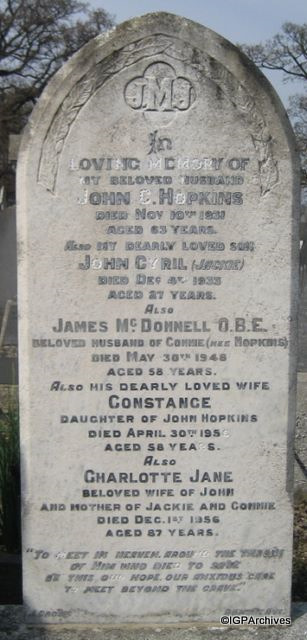 JMJ
In
LOVING MEMORY OF
MY BELOVED HUSBAND
JOHN C. HOPKINS
DIED NOV 10TH 1931
AGED 63 YEARS.
ALSO MY DEARLY LOVED SON
JOHN CYRIL (JACKIE)
DIED DEC 4TH 1933
AGED 27 YEARS.
ALSO
JAMES MCDONNELL O.B.E.
BELOVED HUSBAND OF CONNIE (NEE HOPKINS)
DIED MAY 30TH 1948
AGED 58 YEARS.
ALSO HIS DEARLY LOVED WIFE
CONSTANCE
DAUGHTER OF JOHN HOPKINS
DIED APRIL 30TH
AGED 58 YEARS.
ALSO
CHARLOTTE JANE
BELOVED WIFE OF JOHN
AND MOTHER OF JACKIE AND CONNIE
DIED DEC. 1ST 1956
AGED 87 YEARS.
"TO MEET IN HEAVEN, AROUND THE THRONE
OF HIM WHO DIED TO SAVE
BE THIS OUR HOPE, OUR ANXIOUS CARE
TO MEET BEYOND THE GRAVE."
©IGPArchives